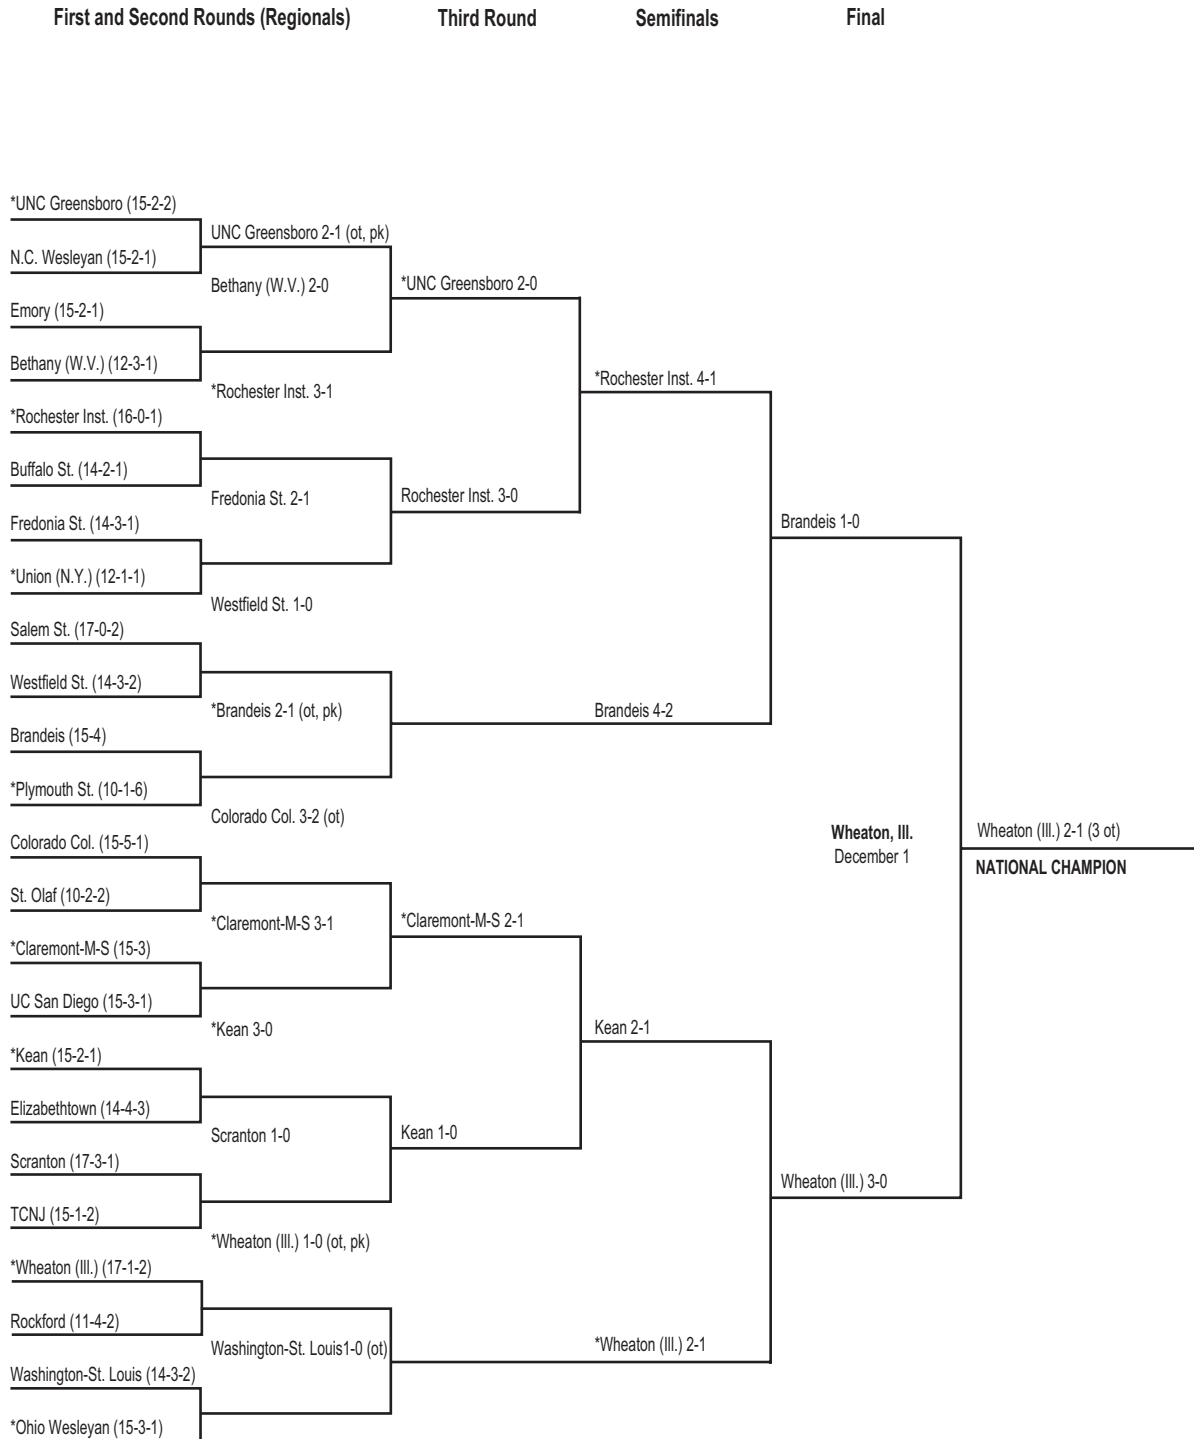 First and Second Rounds (Regionals)
Third Round
Semifinals
Final
*UNC Greensboro (15-2-2)
N.C. Wesleyan (15-2-1)
Emory (15-2-1)
Bethany (W.V.) (12-3-1)
*Rochester Inst. (16-0-1)
Buffalo St. (14-2-1)
Fredonia St. (14-3-1)
*Union (N.Y.) (12-1-1)
Salem St. (17-0-2)
Westfield St. (14-3-2)
Brandeis (15-4)
*Plymouth St. (10-1-6)
Colorado Col. (15-5-1)
St. Olaf (10-2-2)
*Claremont-M-S (15-3)
UC San Diego (15-3-1)
*Kean (15-2-1)
Elizabethtown (14-4-3)
Scranton (17-3-1)
TCNJ (15-1-2)
*Wheaton (Ill.) (17-1-2)
Rockford (11-4-2)
Washington-St. Louis (14-3-2)
*Ohio Wesleyan (15-3-1)
UNC Greensboro 2-1 (ot, pk)
Bethany (W.V.) 2-0
*Rochester Inst. 3-1
Fredonia St. 2-1
Westfield St. 1-0
*Brandeis 2-1 (ot, pk)
Colorado Col. 3-2 (ot)
*Claremont-M-S 3-1
*Kean 3-0
Scranton 1-0
*Wheaton (Ill.) 1-0 (ot, pk)
Washington-St. Louis1-0 (ot)
*UNC Greensboro 2-0
Rochester Inst. 3-0
*Claremont-M-S 2-1
Kean 1-0
*Rochester Inst. 4-1
Brandeis 4-2
Kean 2-1
*Wheaton (Ill.) 2-1
Brandeis 1-0
Wheaton (Ill.) 3-0
Wheaton, Ill.
December 1
Wheaton (Ill.) 2-1 (3 ot)
NATIONAL CHAMPION